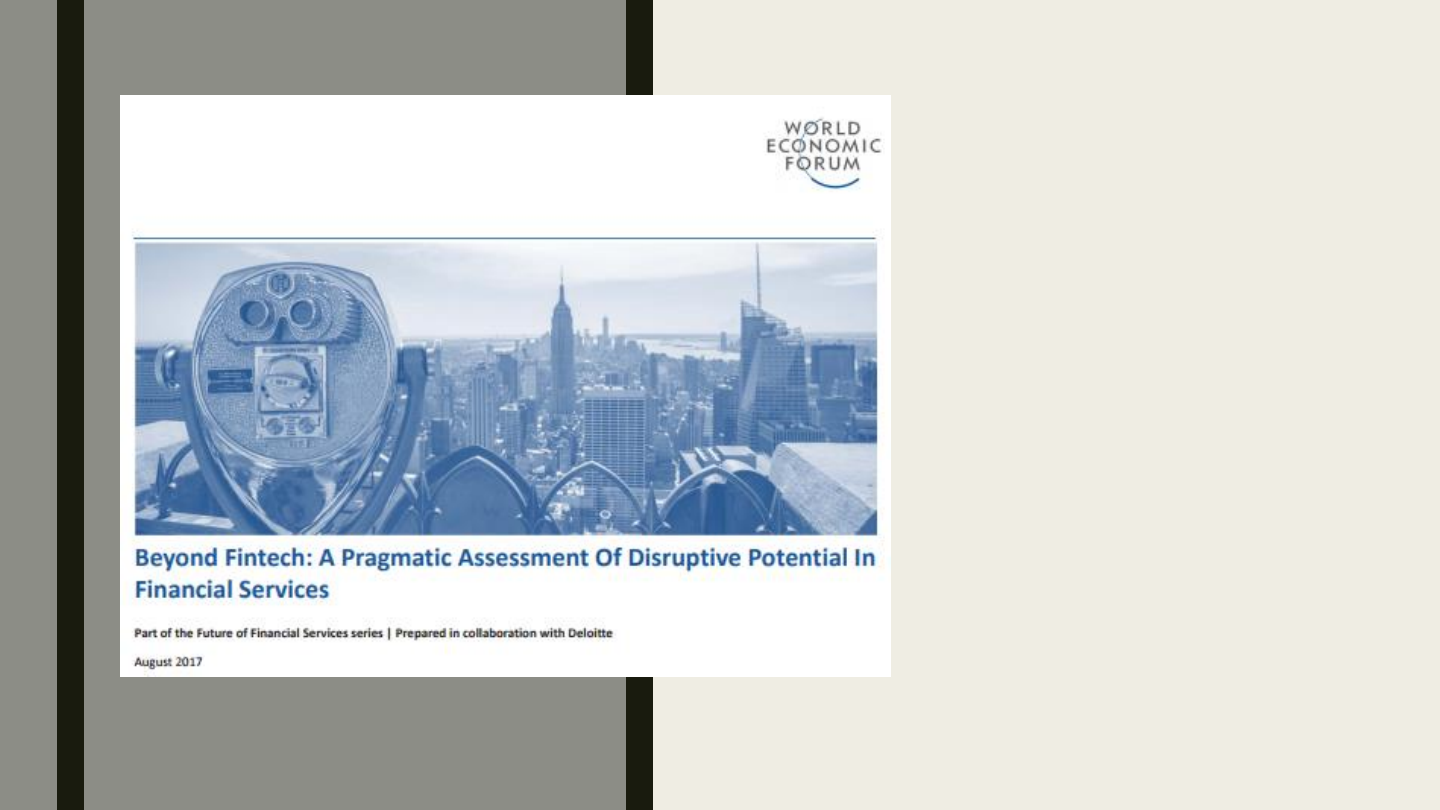 WORLD
ECONOMIC
FORUM
Beyond Fintech: A Pragmatic Assessment Of Disruptive Potential In
Financial Services
Part of the Future of Financial Services series | Prepared in collaboration with Deloitte
August 2017